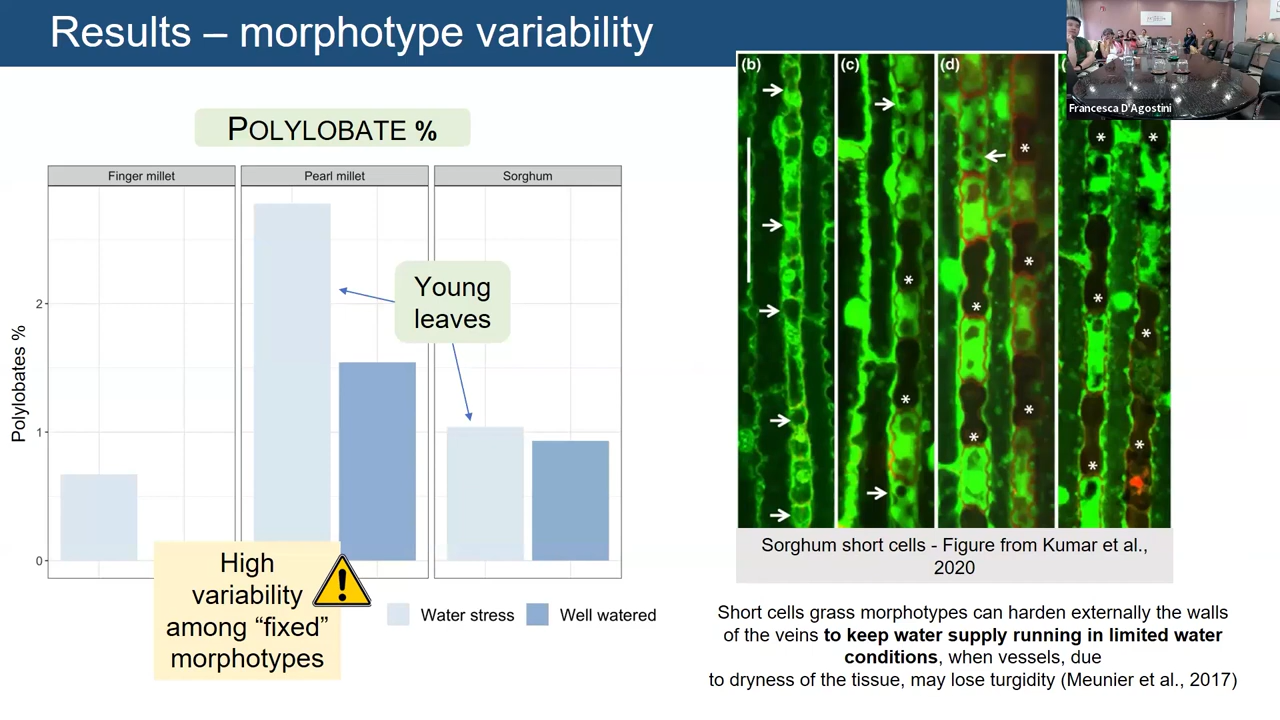 Results – morphotype variability
POLYLOBATE %
Finger millet
Pearl millet
Sorghum
Polylobates %
2
1
0
Young
leaves
High
variability
among “fixed”
morphotypes
Water stress
Well watered
(b)
(c)
(d)
Francesca D'Agostini
Sorghum short cells - Figure from Kumar et al.,
2020
Short cells grass morphotypes can harden externally the walls
of the veins to keep water supply running in limited water
conditions, when vessels, due
to dryness of the tissue, may lose turgidity (Meunier et al., 2017)